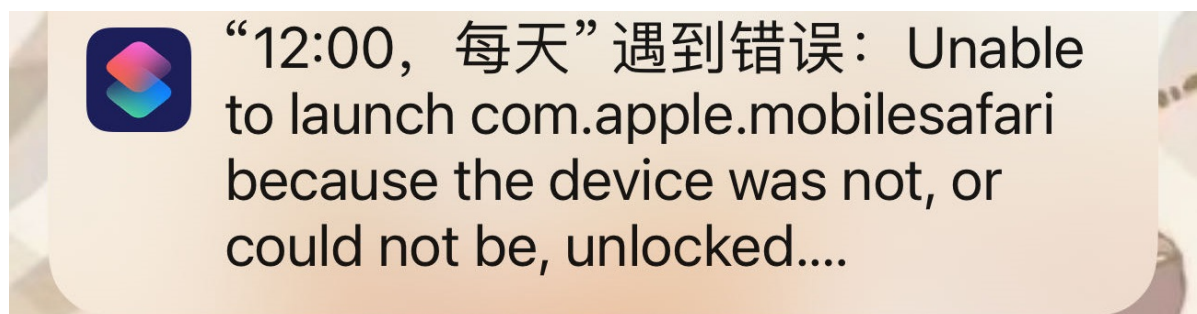 “12:00，每天”遇到错误：Unable
to launch com.apple.mobilesafari
because the device was not, or
could not be, unlocked....